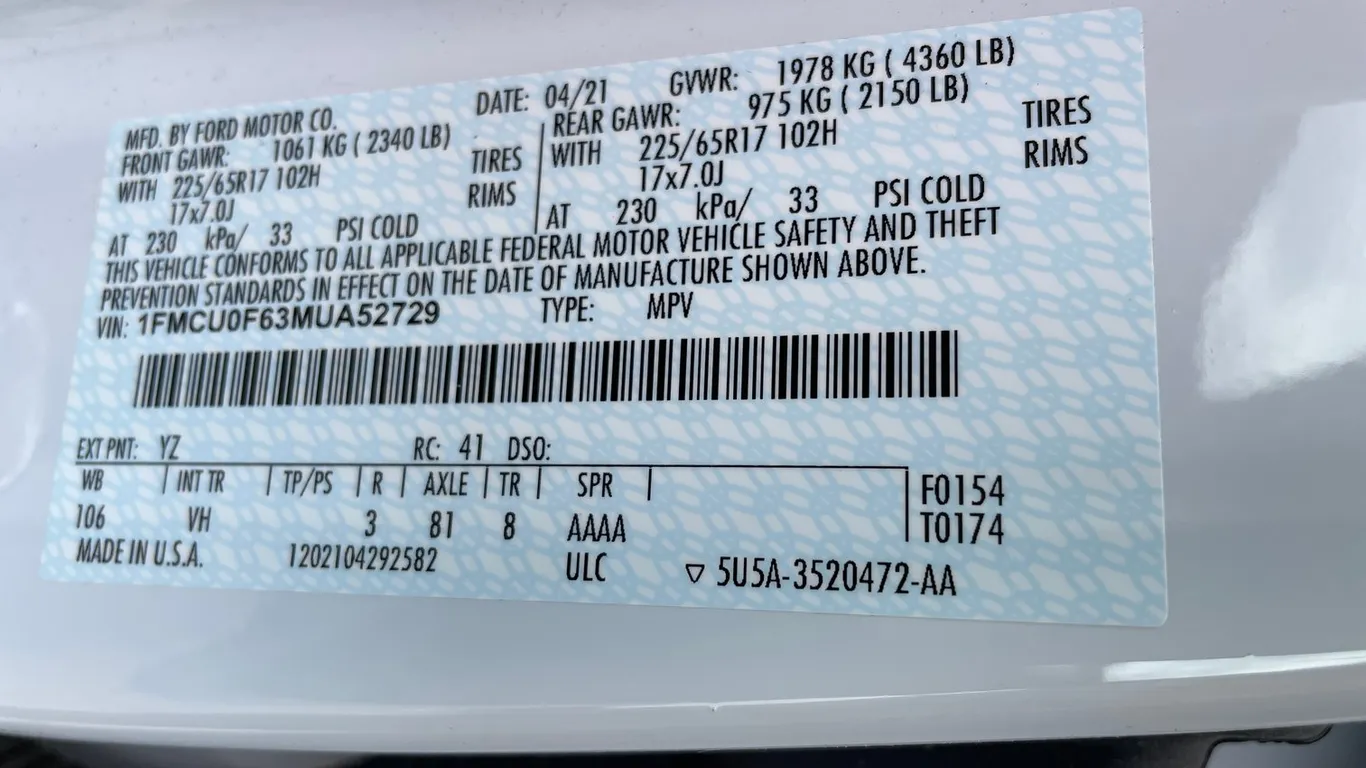 MFD. BY FORD MOTOR CO. DATE: 04/21 GVWR: 1978 KG ( 4360 LB)
FRONT GAWR: 1061 KG ( 2340 LB) REAR GAWR: 975 KG ( 2150 LB)
WITH 225/65R17 102H TIRES WITH 225/65R17 102H TIRES
17x7.0J RIMS 17x7.0J RIMS
AT 230 kPa/ 33 PSI COLD AT 230 kPa/ 33 PSI COLD
THIS VEHICLE CONFORMS TO ALL APPLICABLE FEDERAL MOTOR VEHICLE SAFETY AND THEFT
PREVENTION STANDARDS IN EFFECT ON THE DATE OF MANUFACTURE SHOWN ABOVE.
VIN: 1FMCU0F63MUA52729 TYPE: MPV
EXT PNT: YZ RC: 41 DSO:
WB INT TR TP/PS R AXLE TR SPR F0154
106 VH 3 81 8 AAAA T0174
MADE IN U.S.A. 1202104292582 ULC ▽ 5U5A-3520472-AA